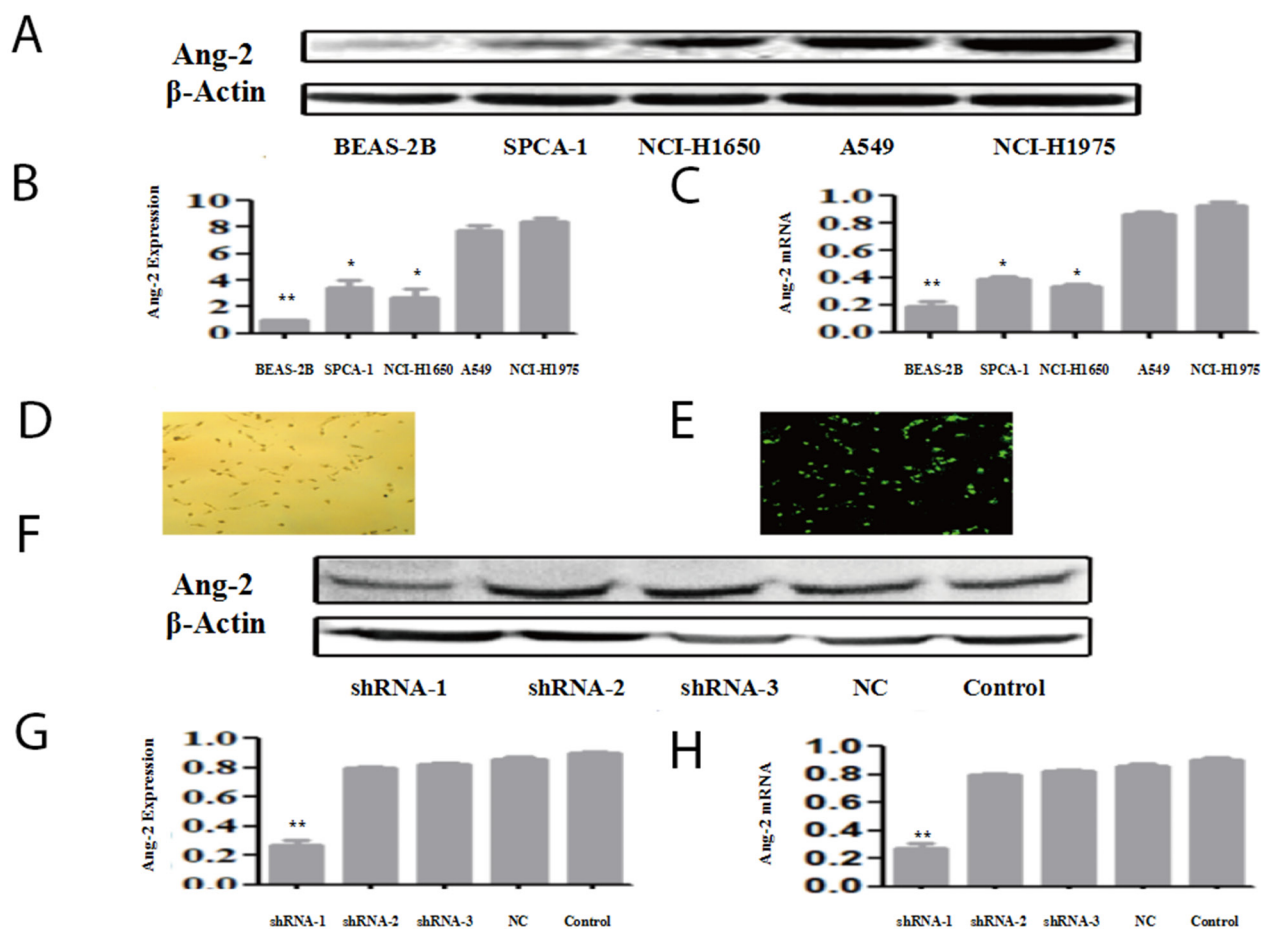 A
Ang-2
β-Actin
BEAS-2B SPCA-1 NCI-H1650 A549 NCI-H1975
B
Ang-2 Expression
10
8
6
4
2
0
** * *
BEAS-2B SPCA-1 NCI-H1650 A549 NCI-H1975
C
Ang-2 mRNA
1.0
0.8
0.6
0.4
0.2
0.0
** * *
BEAS-2B SPCA-1 NCI-H1650 A549 NCI-H1975
D
E
F
Ang-2
β-Actin
shRNA-1 shRNA-2 shRNA-3 NC Control
G
Ang-2 Expression
1.0
0.8
0.6
0.4
0.2
0.0
**
shRNA-1 shRNA-2 shRNA-3 NC Control
H
Ang-2 mRNA
1.0
0.8
0.6
0.4
0.2
0.0
**
shRNA-1 shRNA-2 shRNA-3 NC Control